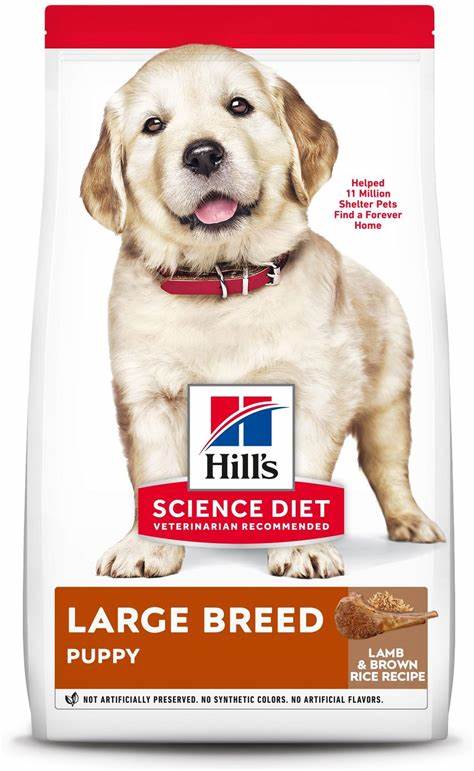 Helped
11 Million
Shelter Pets
Find a Forever
Home
Hill's
SCIENCE DIET
VETERINARIAN RECOMMENDED
LARGE BREED
PUPPY
LAMB
& BROWN
RICE RECIPE
NOT ARTIFICIALLY PRESERVED. NO SYNTHETIC COLORS. NO ARTIFICIAL FLAVORS.